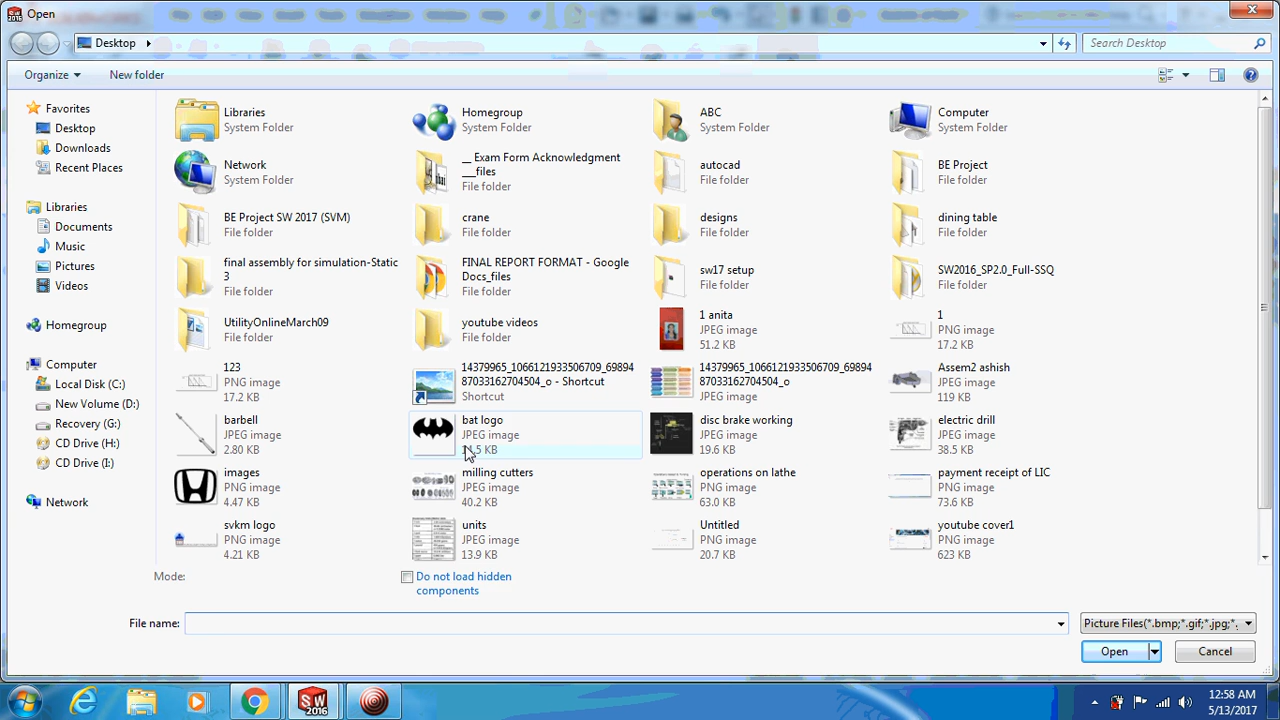 SW
2016
Open
Desktop
Search Desktop
Organize
New folder
Favorites
Desktop
Downloads
Recent Places
Libraries
Documents
Music
Pictures
Videos
Homegroup
Computer
Local Disk (C:)
New Volume (D:)
Recovery (G:)
CD Drive (H:)
CD Drive (I:)
Network
Libraries
System Folder
Homegroup
System Folder
ABC
System Folder
Computer
System Folder
Network
System Folder
__ Exam Form Acknowledgment
___files
File folder
autocad
File folder
BE Project
File folder
BE Project SW 2017 (SVM)
File folder
crane
File folder
designs
File folder
dining table
File folder
final assembly for simulation-Static
3
File folder
FINAL REPORT FORMAT - Google
Docs_files
File folder
sw17 setup
File folder
SW2016_SP2.0_Full-SSQ
File folder
UtilityOnlineMarch09
File folder
youtube videos
File folder
1 anita
JPEG image
51.2 KB
1
PNG image
17.2 KB
123
PNG image
17.2 KB
14379965_1066121933506709_69894
87033162704504_o - Shortcut
Shortcut
14379965_1066121933506709_69894
87033162704504_o
JPEG image
Assem2 ashish
JPEG image
119 KB
barbell
JPEG image
2.80 KB
bat logo
JPEG image
KB
disc brake working
JPEG image
19.6 KB
electric drill
JPEG image
38.5 KB
images
PNG image
4.47 KB
milling cutters
JPEG image
40.2 KB
operations on lathe
PNG image
63.0 KB
payment receipt of LIC
PNG image
73.6 KB
svkm logo
PNG image
4.21 KB
units
JPEG image
13.9 KB
Untitled
PNG image
20.7 KB
youtube cover1
PNG image
623 KB
Mode:
Do not load hidden
components
File name:
Picture Files(*.bmp;*.gif;*.jpg;*.
Open
Cancel
SW
2016
12:58 AM
5/13/2017